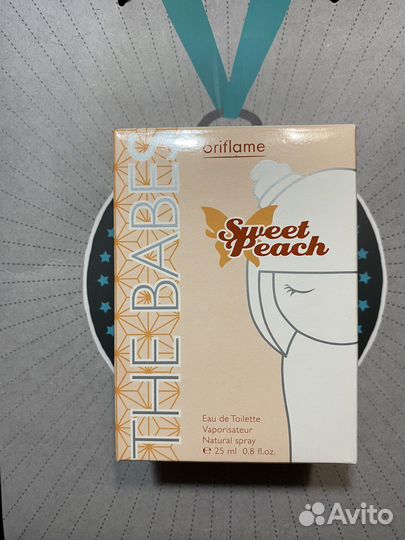 oriflame
THE BABES
Sweet
Peach
Eau de Toilette
Vaporisateur
Natural spray
℮ 25 ml 0.8 fl.oz.
Avito